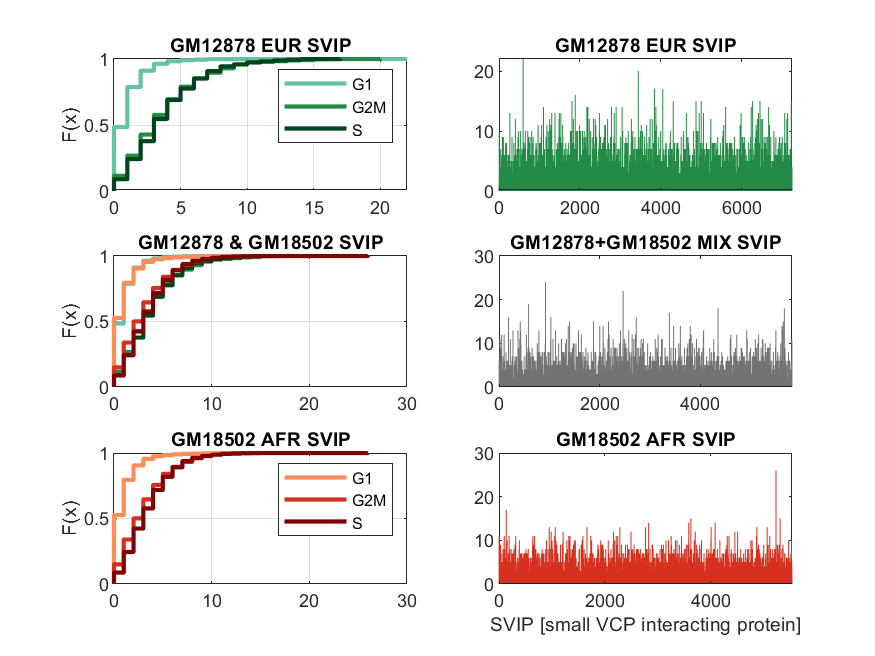 GM12878 EUR SVIP
1
0.5
0
F(x)
0 5 10 15 20
G1
G2M
S
GM12878 EUR SVIP
20
10
0
0 2000 4000 6000
GM12878 & GM18502 SVIP
1
0.5
0
F(x)
0 10 20 30
GM12878+GM18502 MIX SVIP
30
20
10
0
0 2000 4000
GM18502 AFR SVIP
1
0.5
0
F(x)
0 10 20 30
G1
G2M
S
GM18502 AFR SVIP
30
20
10
0
0 2000 4000
SVIP [small VCP interacting protein]